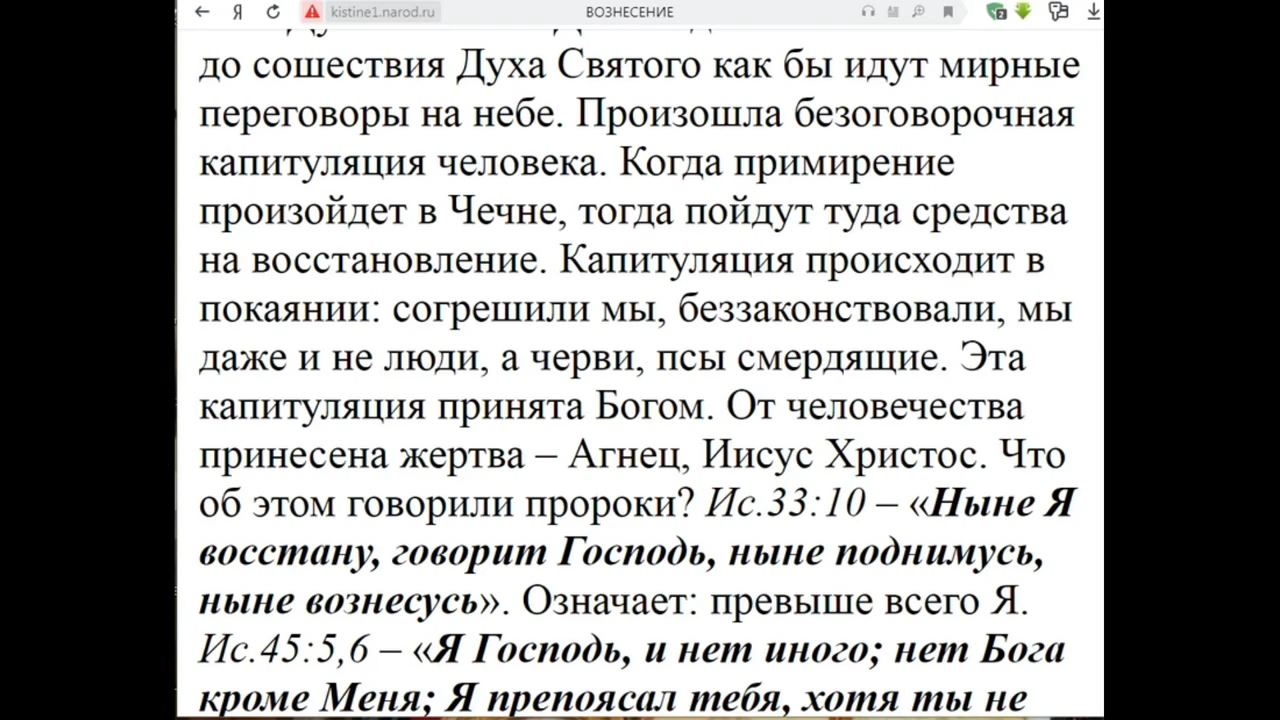 Я
kistine1.narod.ru
ВОЗНЕСЕНИЕ
2
до сошествия Духа Святого как бы идут мирные
переговоры на небе. Произошла безоговорочная
капитуляция человека. Когда примирение
произойдет в Чечне, тогда пойдут туда средства
на восстановление. Капитуляция происходит в
покаянии: согрешили мы, беззаконствовали, мы
даже и не люди, а черви, псы смердящие. Эта
капитуляция принята Богом. От человечества
принесена жертва – Агнец, Иисус Христос. Что
об этом говорили пророки? Ис.33:10 – «Ныне Я
восстану, говорит Господь, ныне поднимусь,
ныне вознесусь». Означает: превыше всего Я.
Ис.45:5,6 – «Я Господь, и нет иного; нет Бога
кроме Меня; Я препоясал тебя, хотя ты не